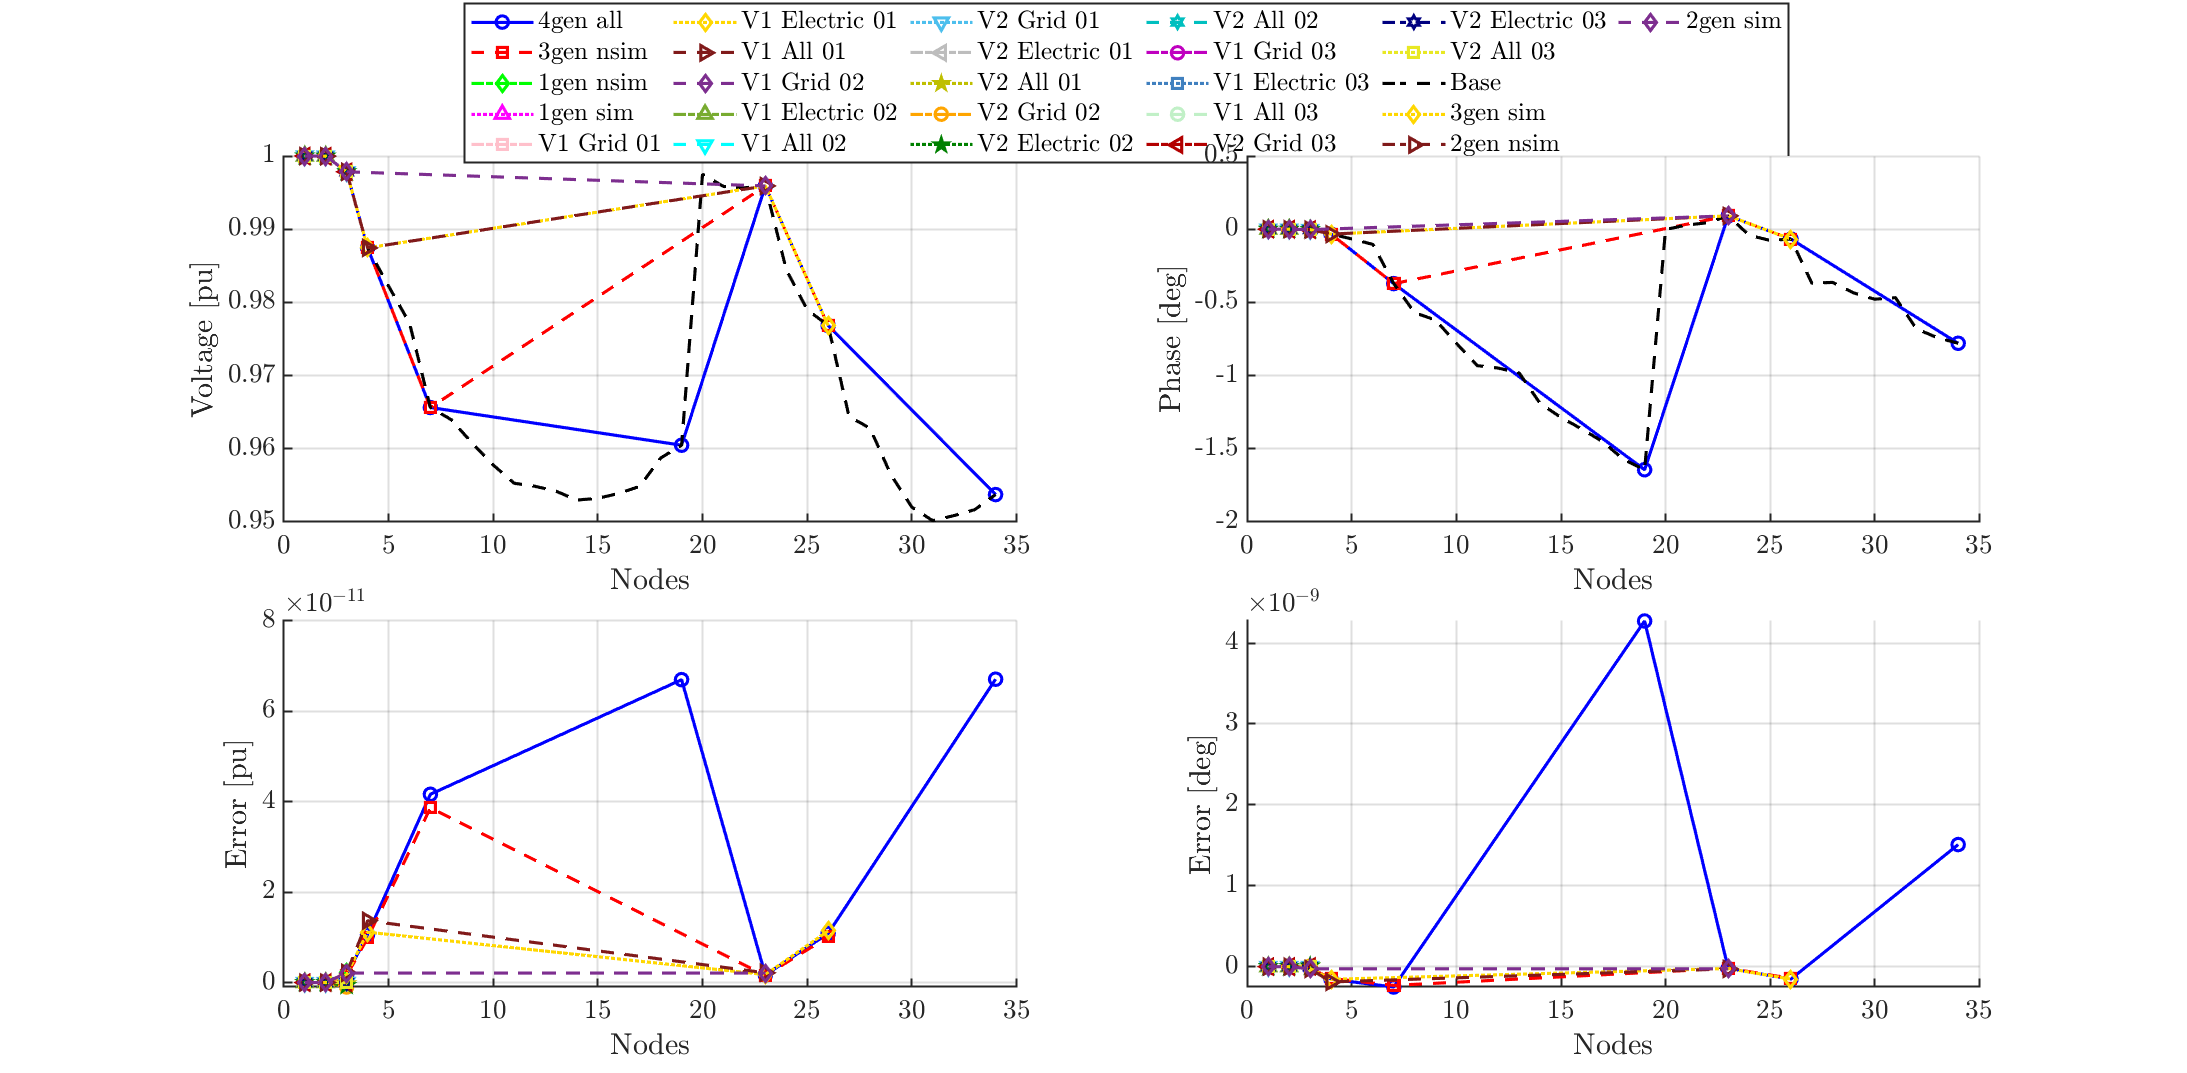 4gen all V1 Electric 01 V2 Grid 01 V2 All 02 V2 Electric 03 2gen sim
3gen nsim V1 All 01 V2 Electric 01 V1 Grid 03 V2 All 03
1gen nsim V1 Grid 02 V2 All 01 V1 Electric 03 Base
1gen sim V1 Electric 02 V2 Grid 02 V1 All 03 3gen sim
V1 Grid 01 V1 All 02 V2 Electric 02 V2 Grid 03 2gen nsim
Voltage [pu]
1
0.99
0.98
0.97
0.96
0.95
0 5 10 15 20 25 30 35
Nodes
Phase [deg]
0.5
0
-0.5
-1
-1.5
-2
0 5 10 15 20 25 30 35
Nodes
×10⁻¹¹
Error [pu]
8
6
4
2
0
0 5 10 15 20 25 30 35
Nodes
×10⁻⁹
Error [deg]
4
3
2
1
0
0 5 10 15 20 25 30 35
Nodes